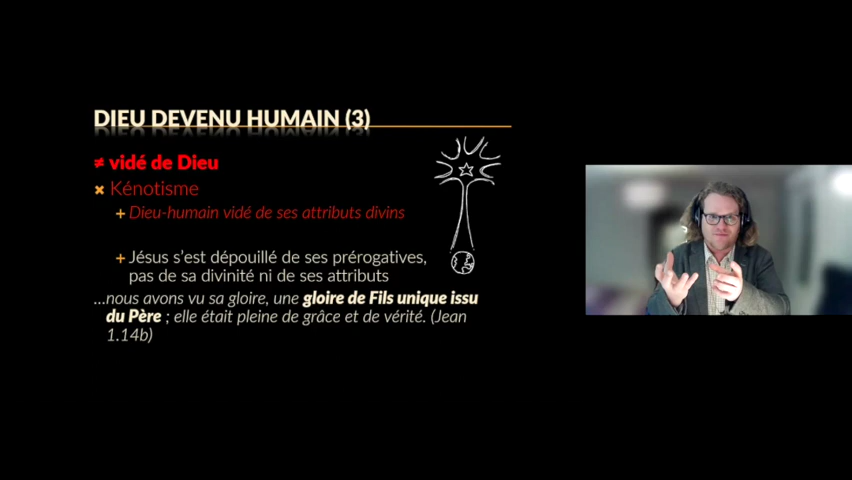 DIEU DEVENU HUMAIN (3)
≠ vidé de Dieu
Kénotisme
Dieu-humain vidé de ses attributs divins
Jésus s'est dépouillé de ses prérogatives,
pas de sa divinité ni de ses attributs
...nous avons vu sa gloire, une gloire de Fils unique issu
du Père ; elle était pleine de grâce et de vérité. (Jean
1.14b)